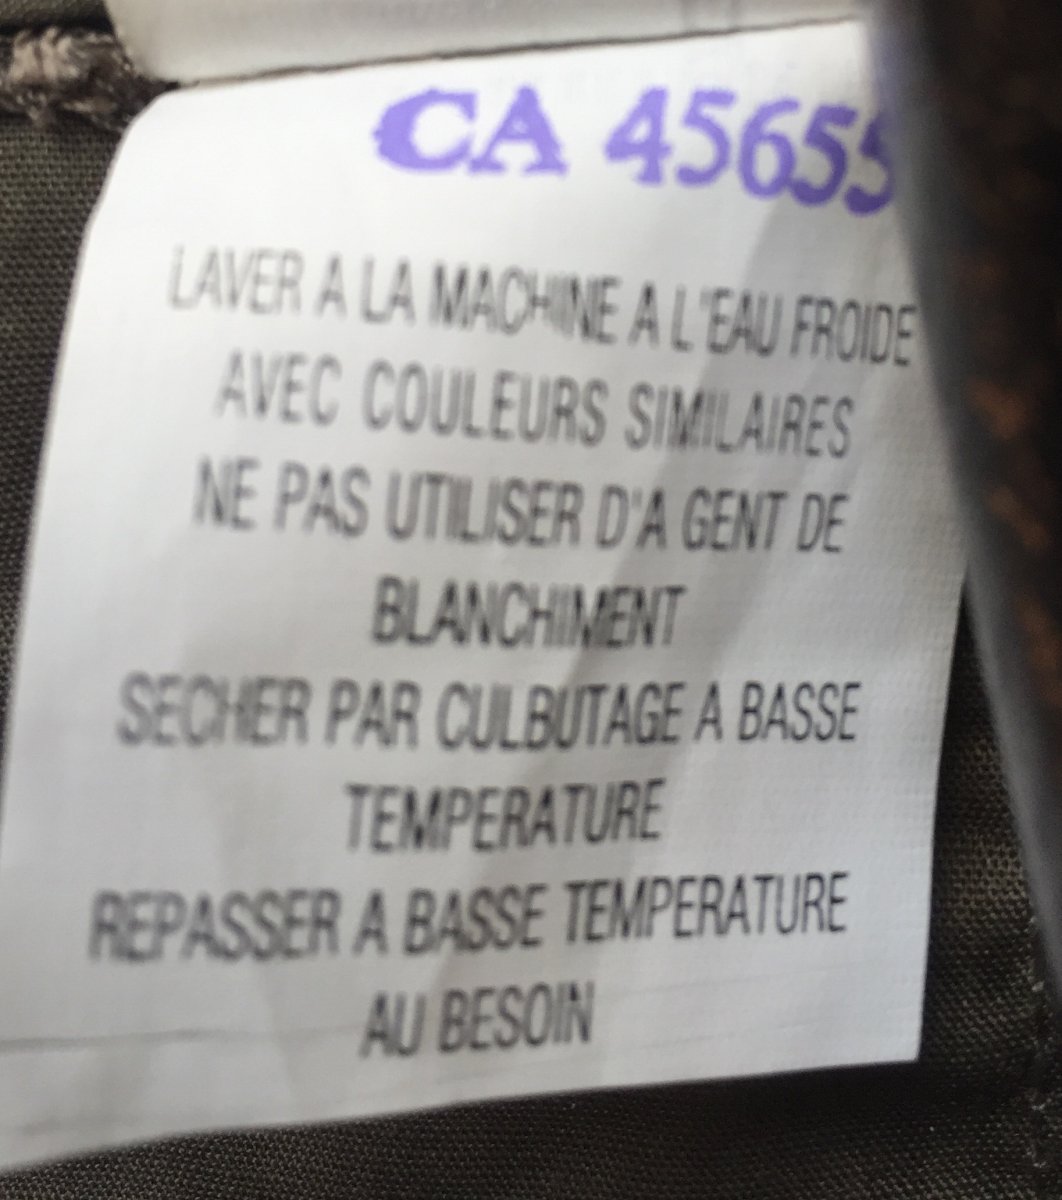 CA 45655
LAVER A LA MACHINE A L'EAU FROIDE
AVEC COULEURS SIMILAIRES
NE PAS UTILISER D'A GENT DE
BLANCHIMENT
SECHER PAR CULBUTAGE A BASSE
TEMPERATURE
REPASSER A BASSE TEMPERATURE
AU BESOIN